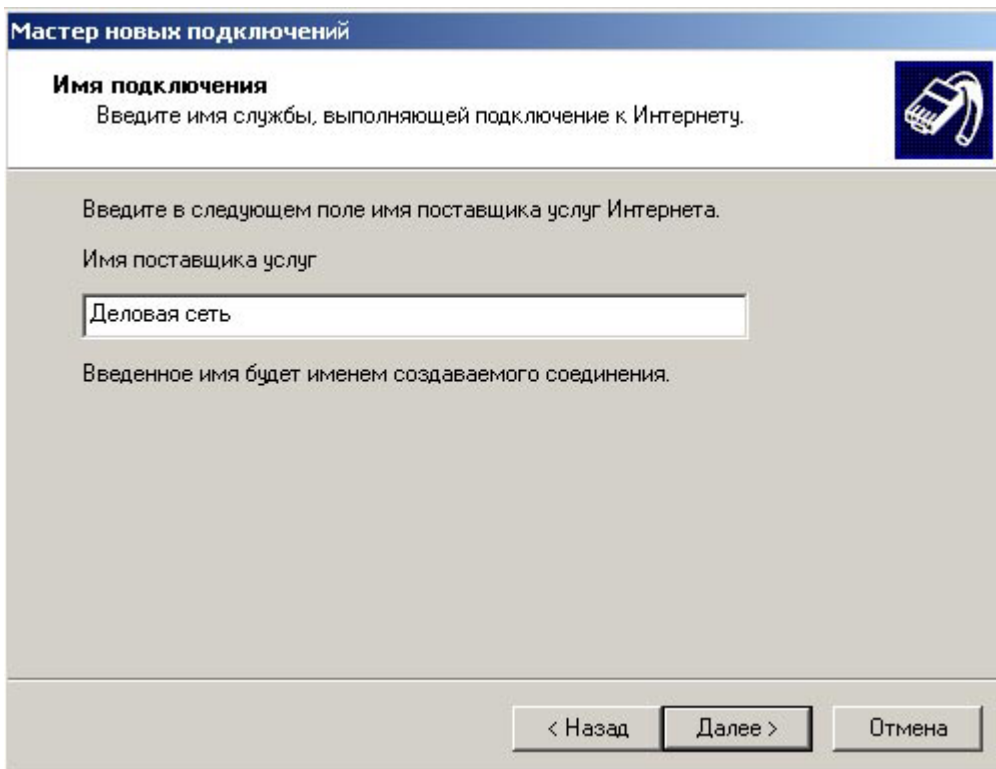 Мастер новых подключений
Имя подключения
Введите имя службы, выполняющей подключение к Интернету.
Введите в следующем поле имя поставщика услуг Интернета.
Имя поставщика услуг
Деловая сеть
Введенное имя будет именем создаваемого соединения.
< Назад Далее > Отмена